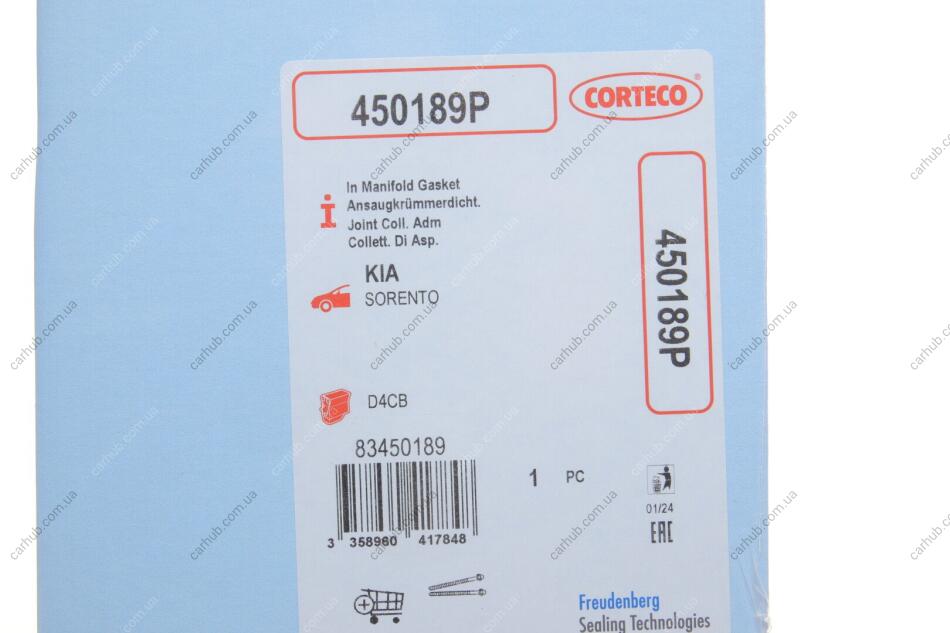 450189P
CORTECO®
In Manifold Gasket
Ansaugkrümmerdicht.
Joint Coll. Adm
Collett. Di Asp.
KIA
SORENTO
450189P
D4CB
83450189
3 358960 417848
1 PC
01/24
EAC
Freudenberg
Sealing Technologies
carhub.com.ua